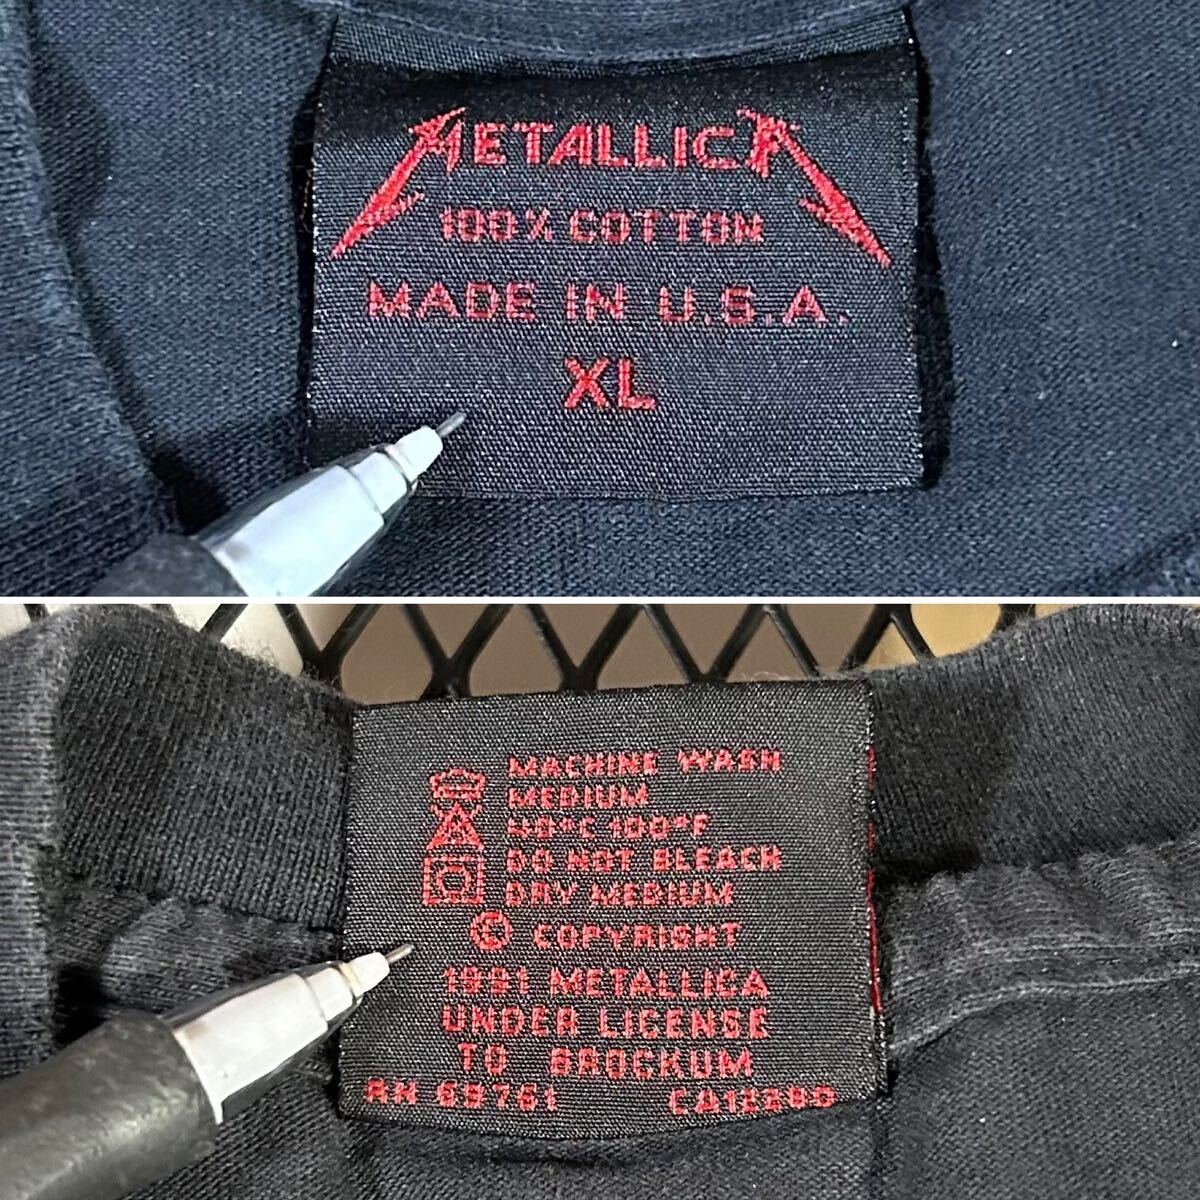 METALLICA
100% COTTON
MADE IN U.S.A.
XL
MACHINE WASH
MEDIUM
40°C 100°F
DO NOT BLEACH
DRY MEDIUM
© COPYRIGHT
1991 METALLICA
UNDER LICENSE
TO BROCKUM
RN 69761